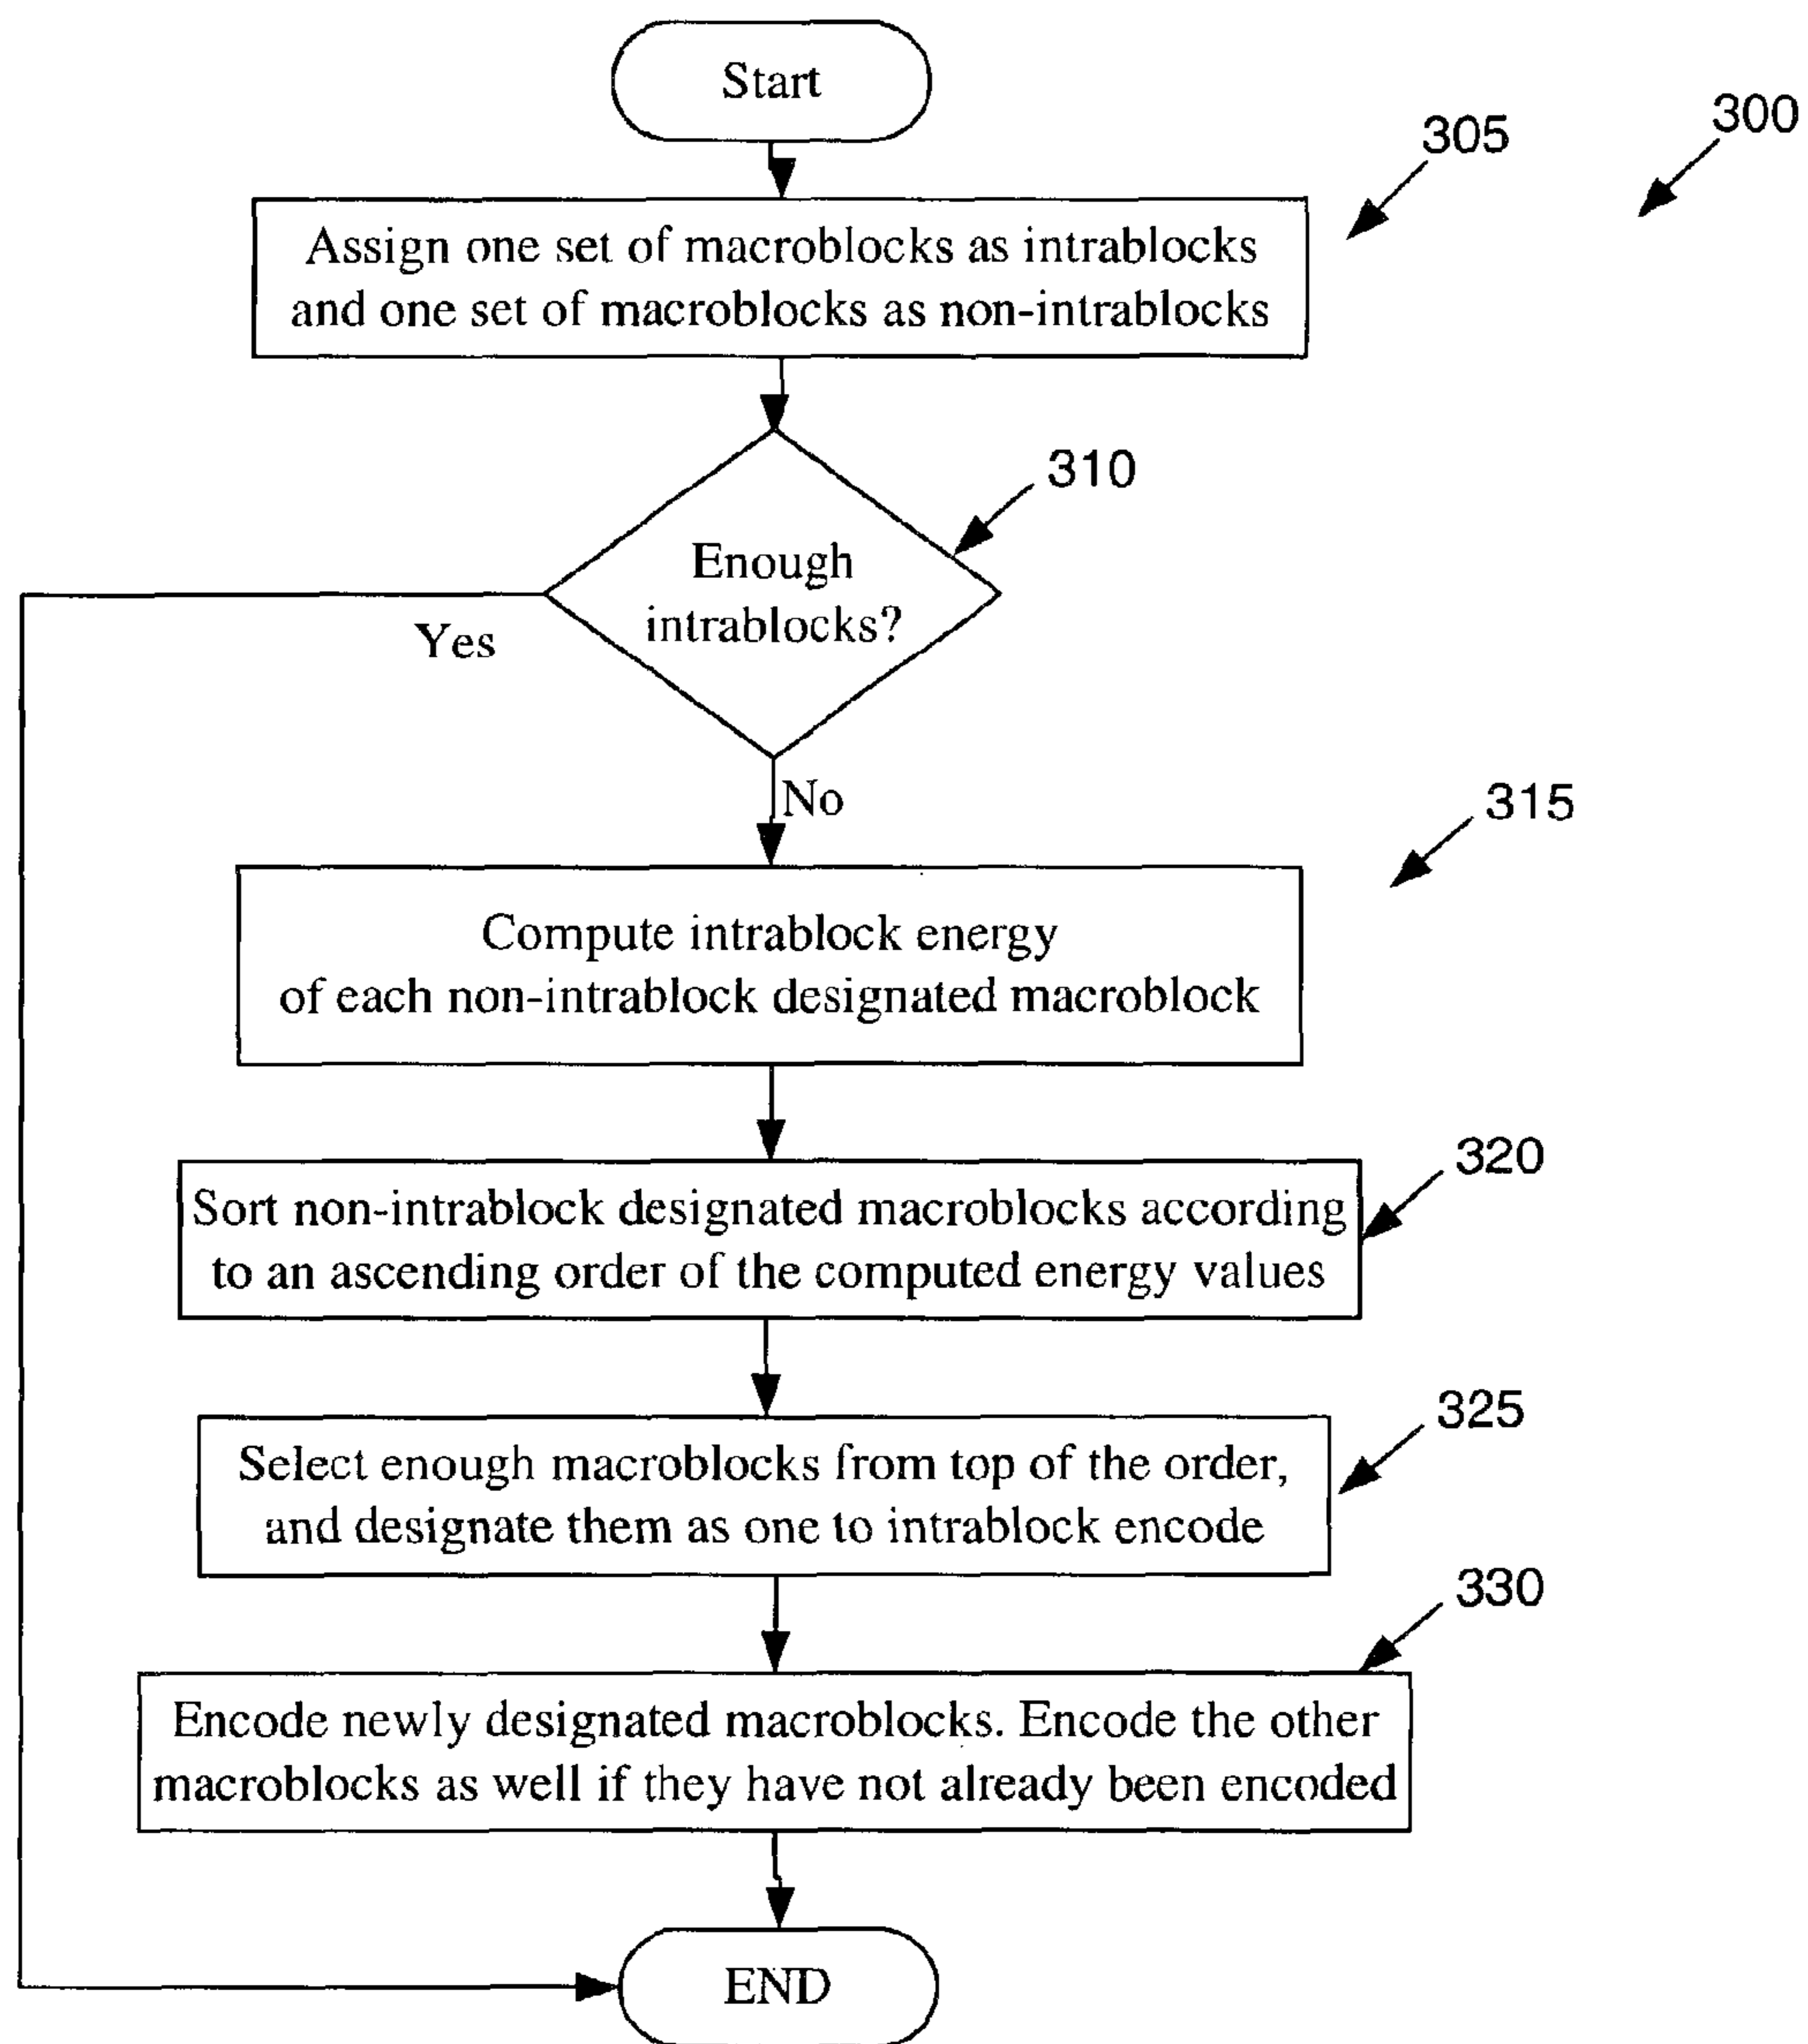 Start
300
305
Assign one set of macroblocks as intrablocks
and one set of macroblocks as non-intrablocks
310
Enough
intrablocks?
Yes
No
315
Compute intrablock energy
of each non-intrablock designated macroblock
320
Sort non-intrablock designated macroblocks according
to an ascending order of the computed energy values
325
Select enough macroblocks from top of the order,
and designate them as one to intrablock encode
330
Encode newly designated macroblocks. Encode the other
macroblocks as well if they have not already been encoded
END